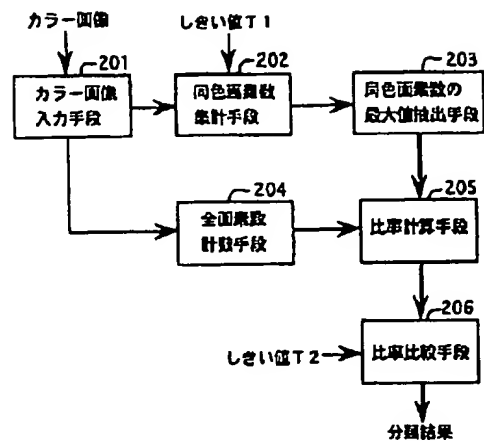 カラー画像
しきい値T1
201
202
203
カラー画像
入力手段
同色画素数
集計手段
同色画素数の
最大値抽出手段
204
205
全画素数
計数手段
比率計算手段
206
しきい値T2
比率比較手段
分類結果